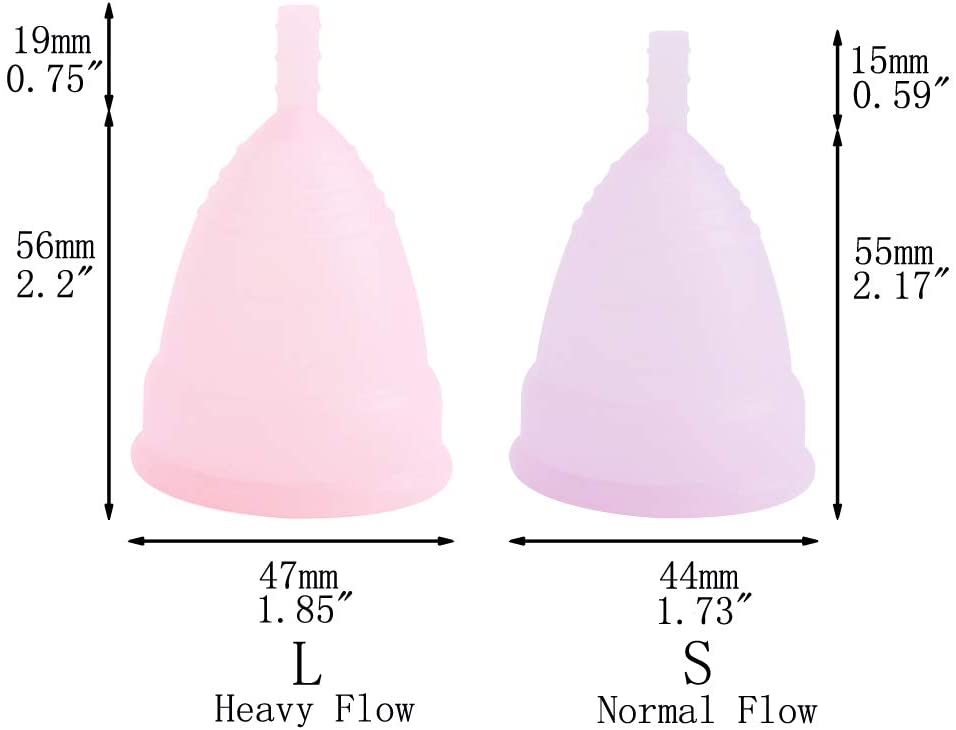 19mm
0.75″
56mm
2.2″
15mm
0.59″
55mm
2.17″
47mm
1.85″
44mm
1.73″
L
S
Heavy Flow
Normal Flow